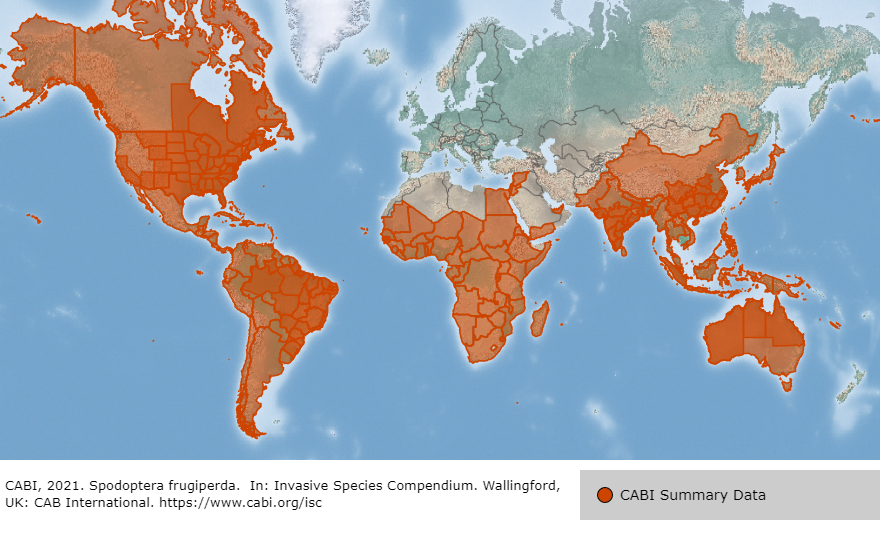 CABI, 2021. Spodoptera frugiperda.  In: Invasive Species Compendium. Wallingford,
UK: CAB International. https://www.cabi.org/isc
CABI Summary Data